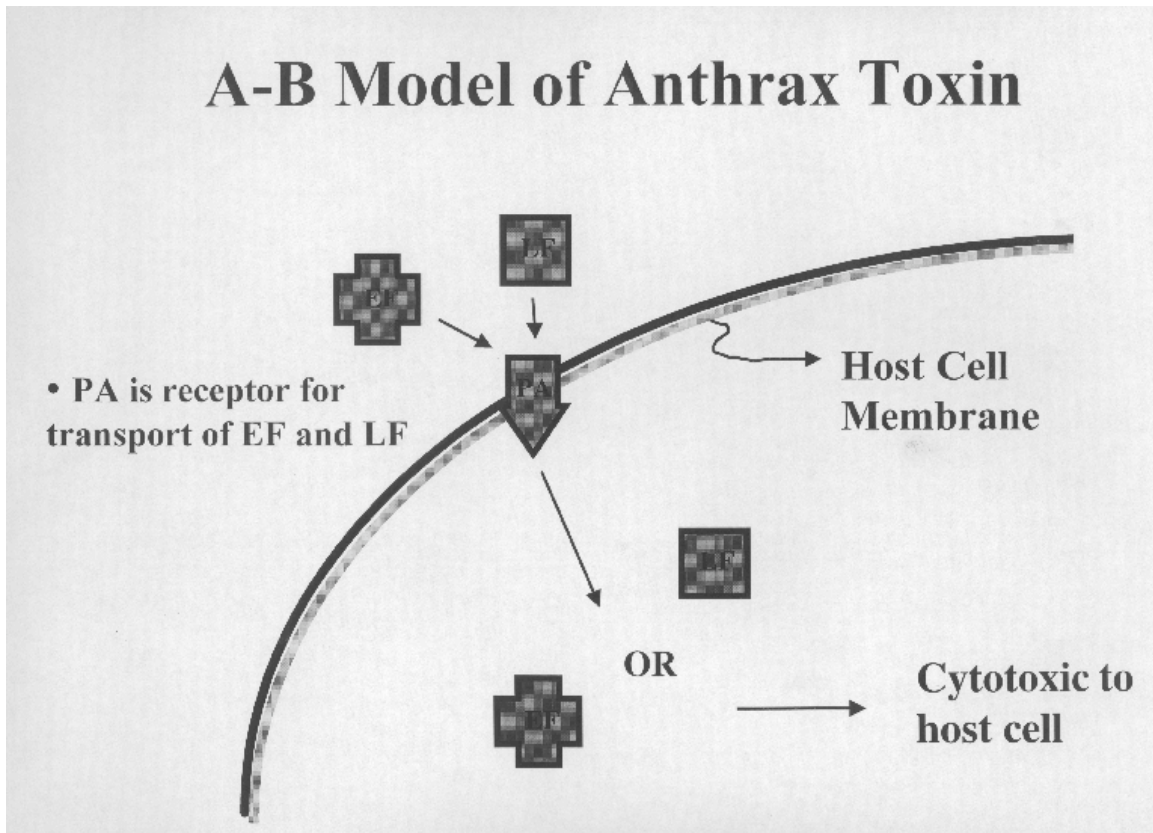 A-B Model of Anthrax Toxin
LF
EF
PA
• PA is receptor for
transport of EF and LF
Host Cell
Membrane
LF
OR
EF
Cytotoxic to
host cell